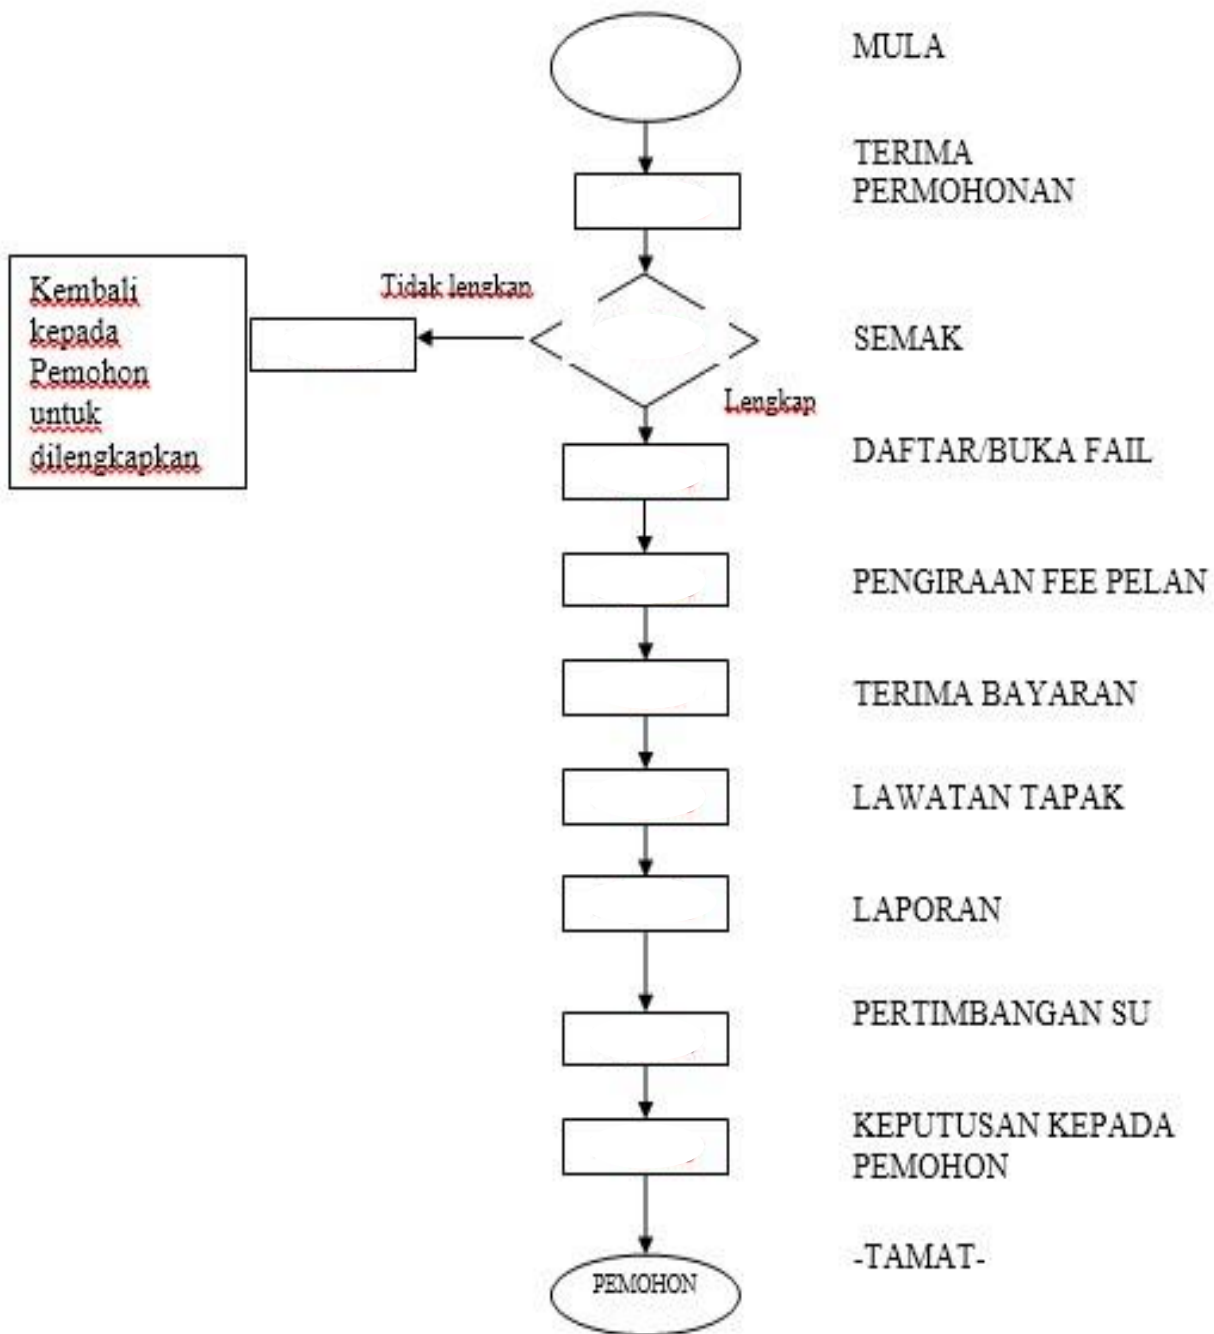 MULA
TERIMA
PERMOHONAN
Kembali
kepada
Pemohon
untuk
dilengkapkan
Tidak lengkan
SEMAK
Lengkap
DAFTAR/BUKA FAIL
PENGIRAAN FEE PELAN
TERIMA BAYARAN
LAWATAN TAPAK
LAPORAN
PERTIMBANGAN SU
KEPUTUSAN KEPADA
PEMOHON
PEMOHON
-TAMAT-